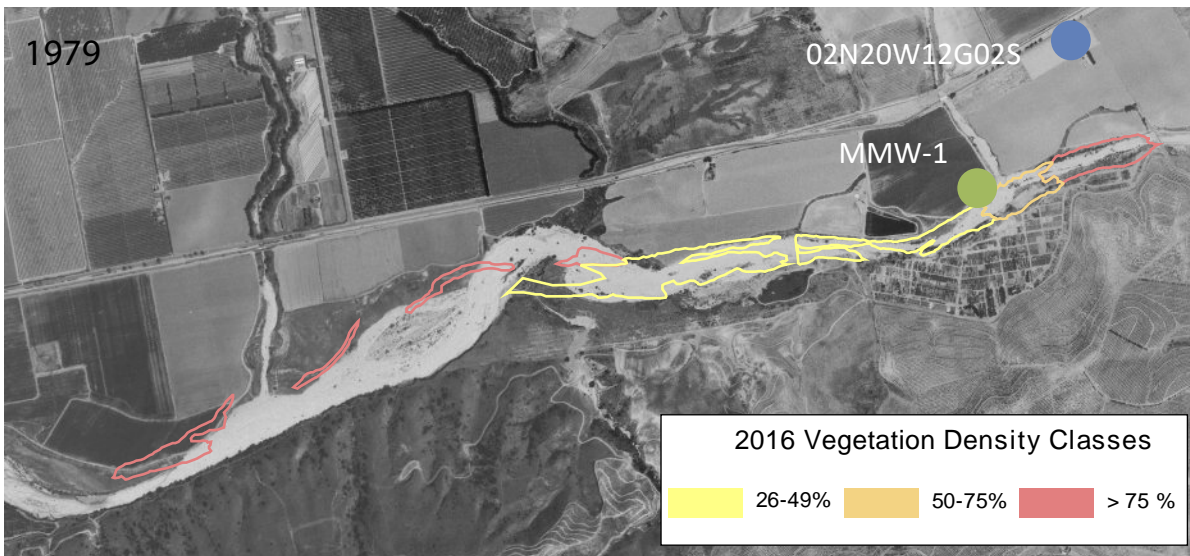 1979
02N20W12G02S
MMW-1
2016 Vegetation Density Classes
26-49%
50-75%
> 75 %